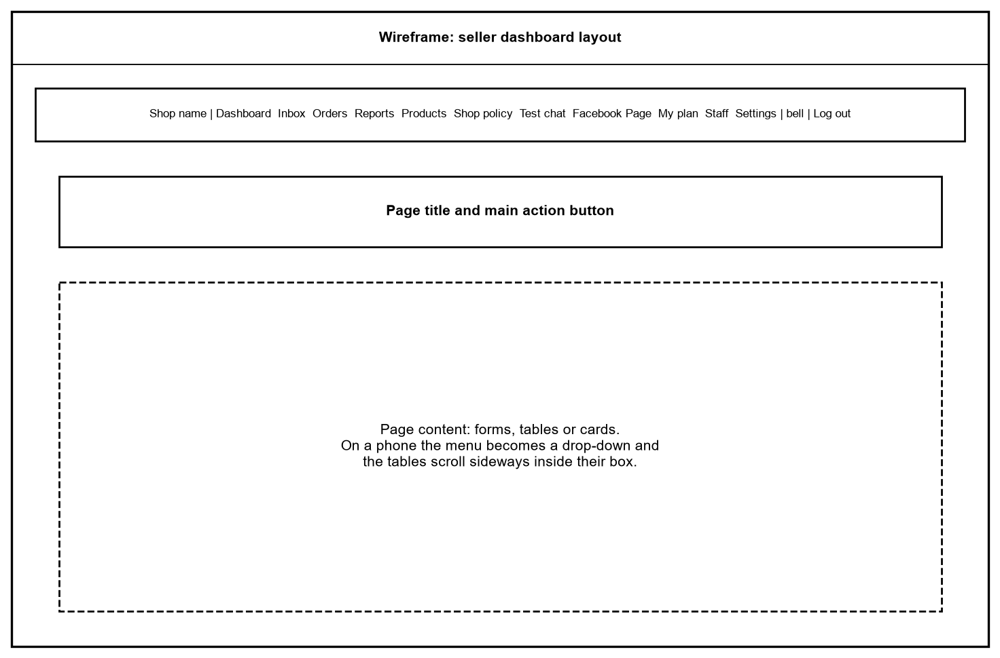 Wireframe: seller dashboard layout
Shop name | Dashboard  Inbox  Orders  Reports  Products  Shop policy  Test chat  Facebook Page  My plan  Staff  Settings | bell | Log out
Page title and main action button
Page content: forms, tables or cards.
On a phone the menu becomes a drop-down and
the tables scroll sideways inside their box.